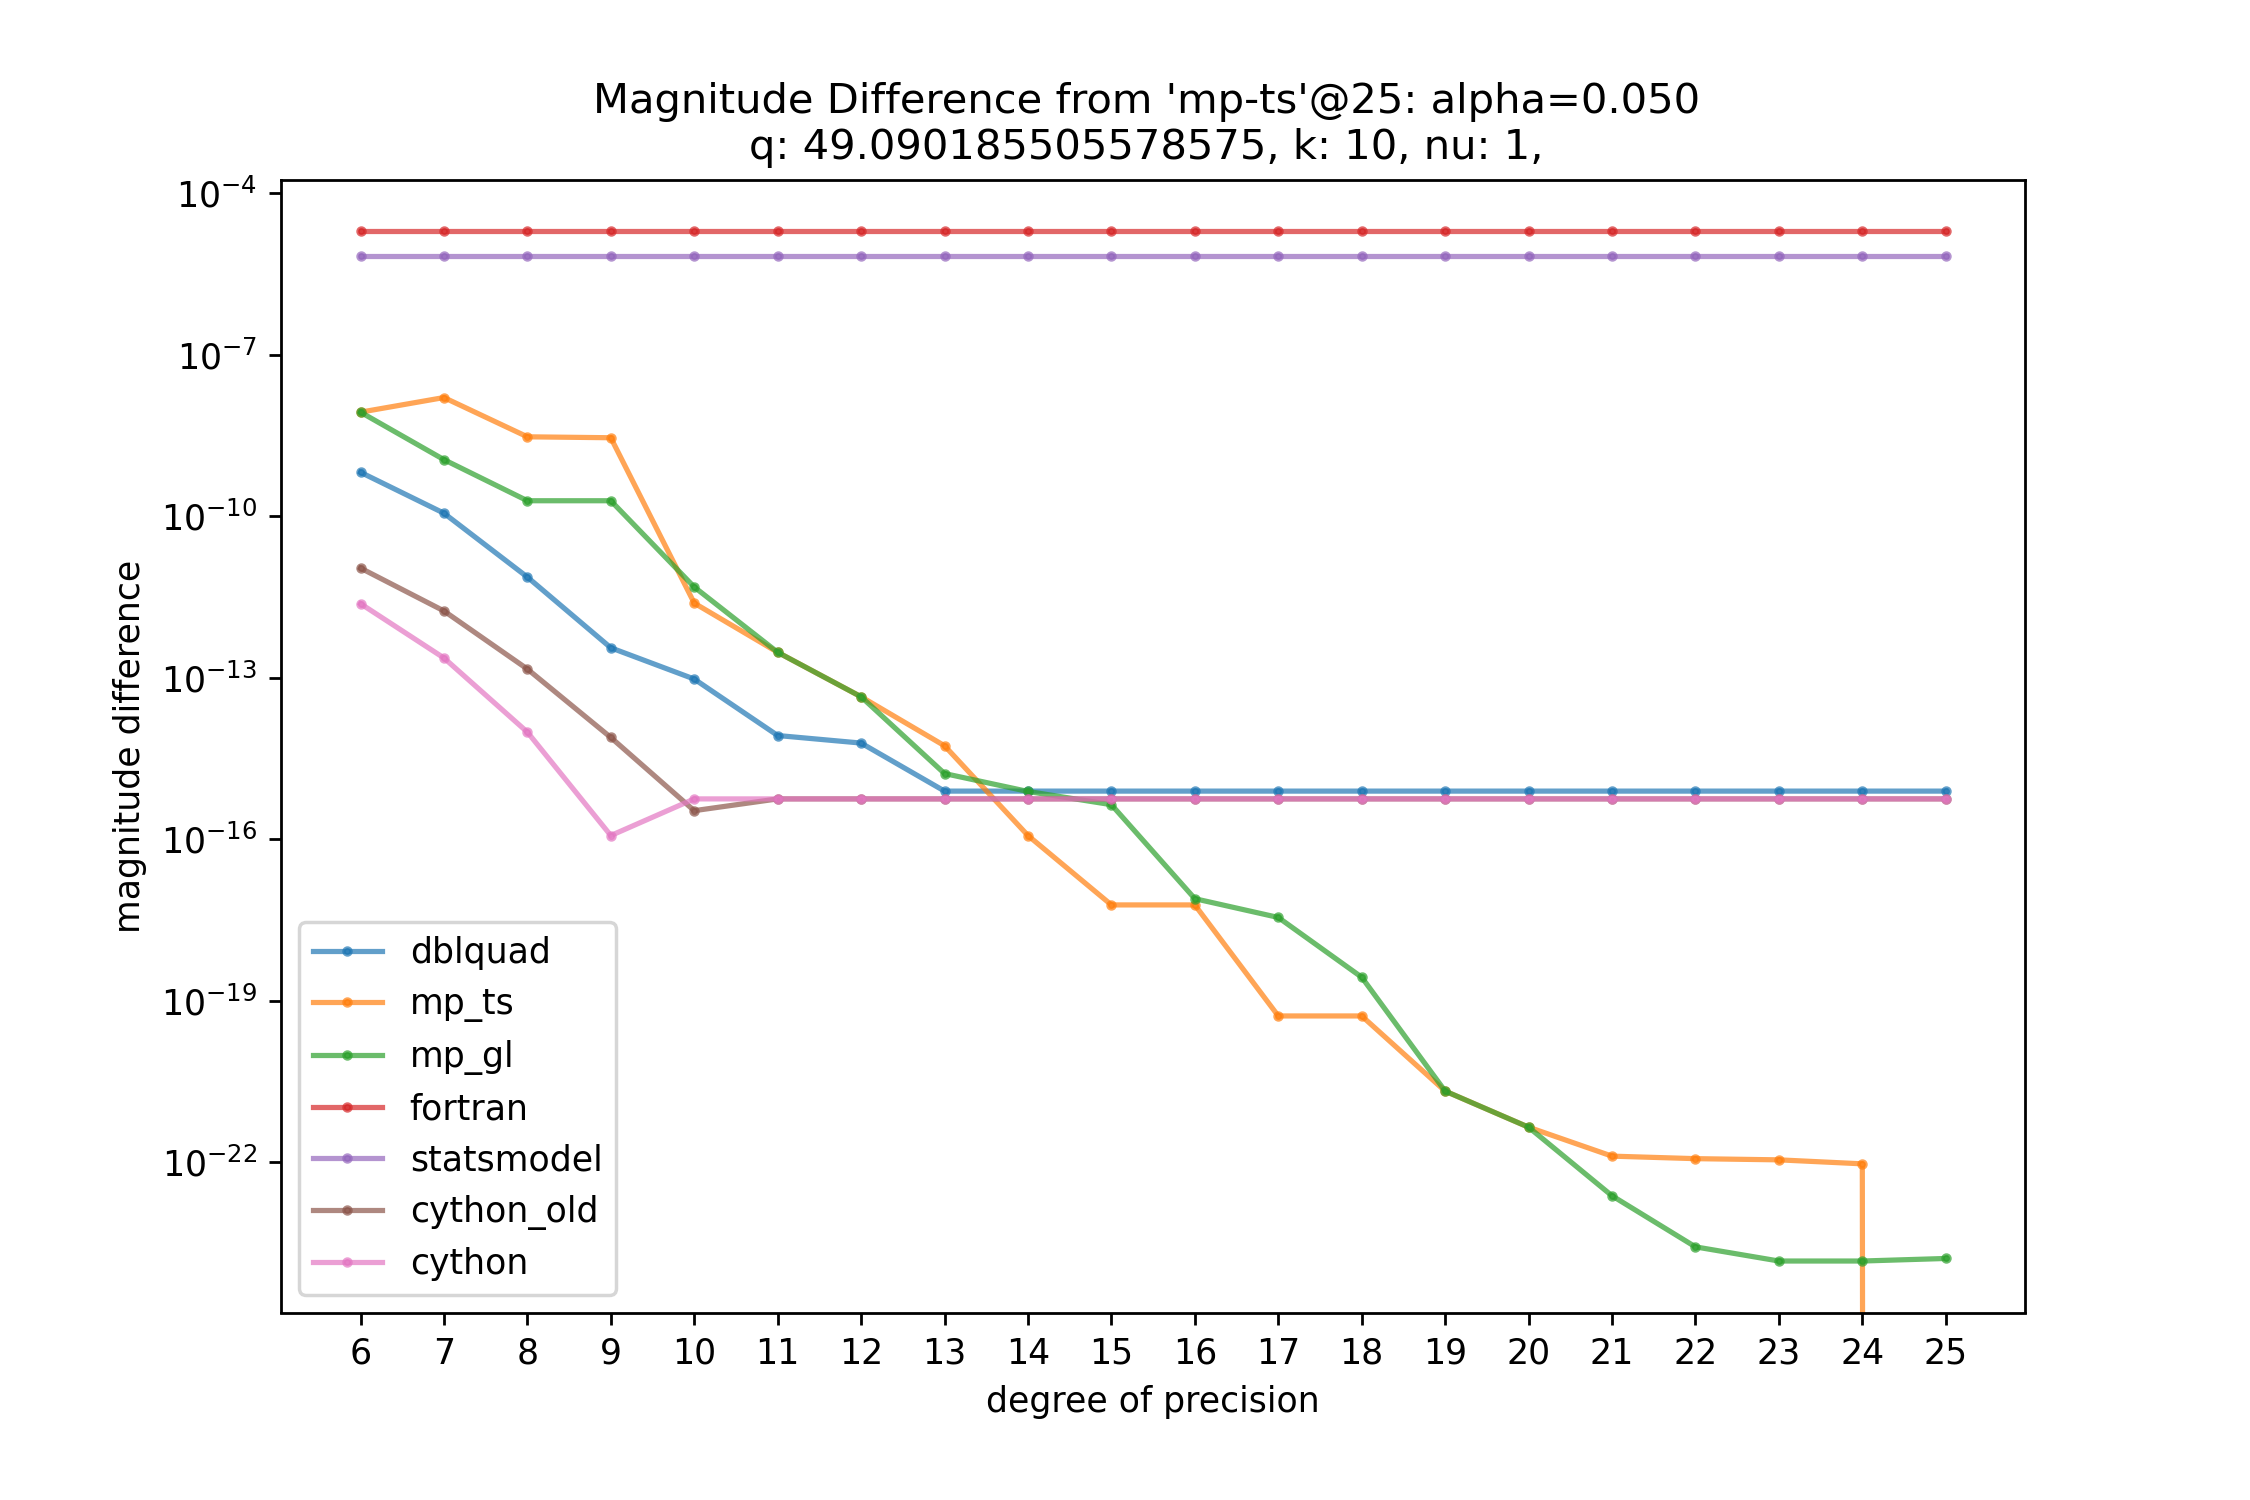 Magnitude Difference from 'mp-ts'@25: alpha=0.050
q: 49.090185505578575, k: 10, nu: 1,
magnitude difference
10⁻⁴
10⁻⁷
10⁻¹⁰
10⁻¹³
10⁻¹⁶
10⁻¹⁹
10⁻²²
dblquad
mp_ts
mp_gl
fortran
statsmodel
cython_old
cython
6 7 8 9 10 11 12 13 14 15 16 17 18 19 20 21 22 23 24 25
degree of precision